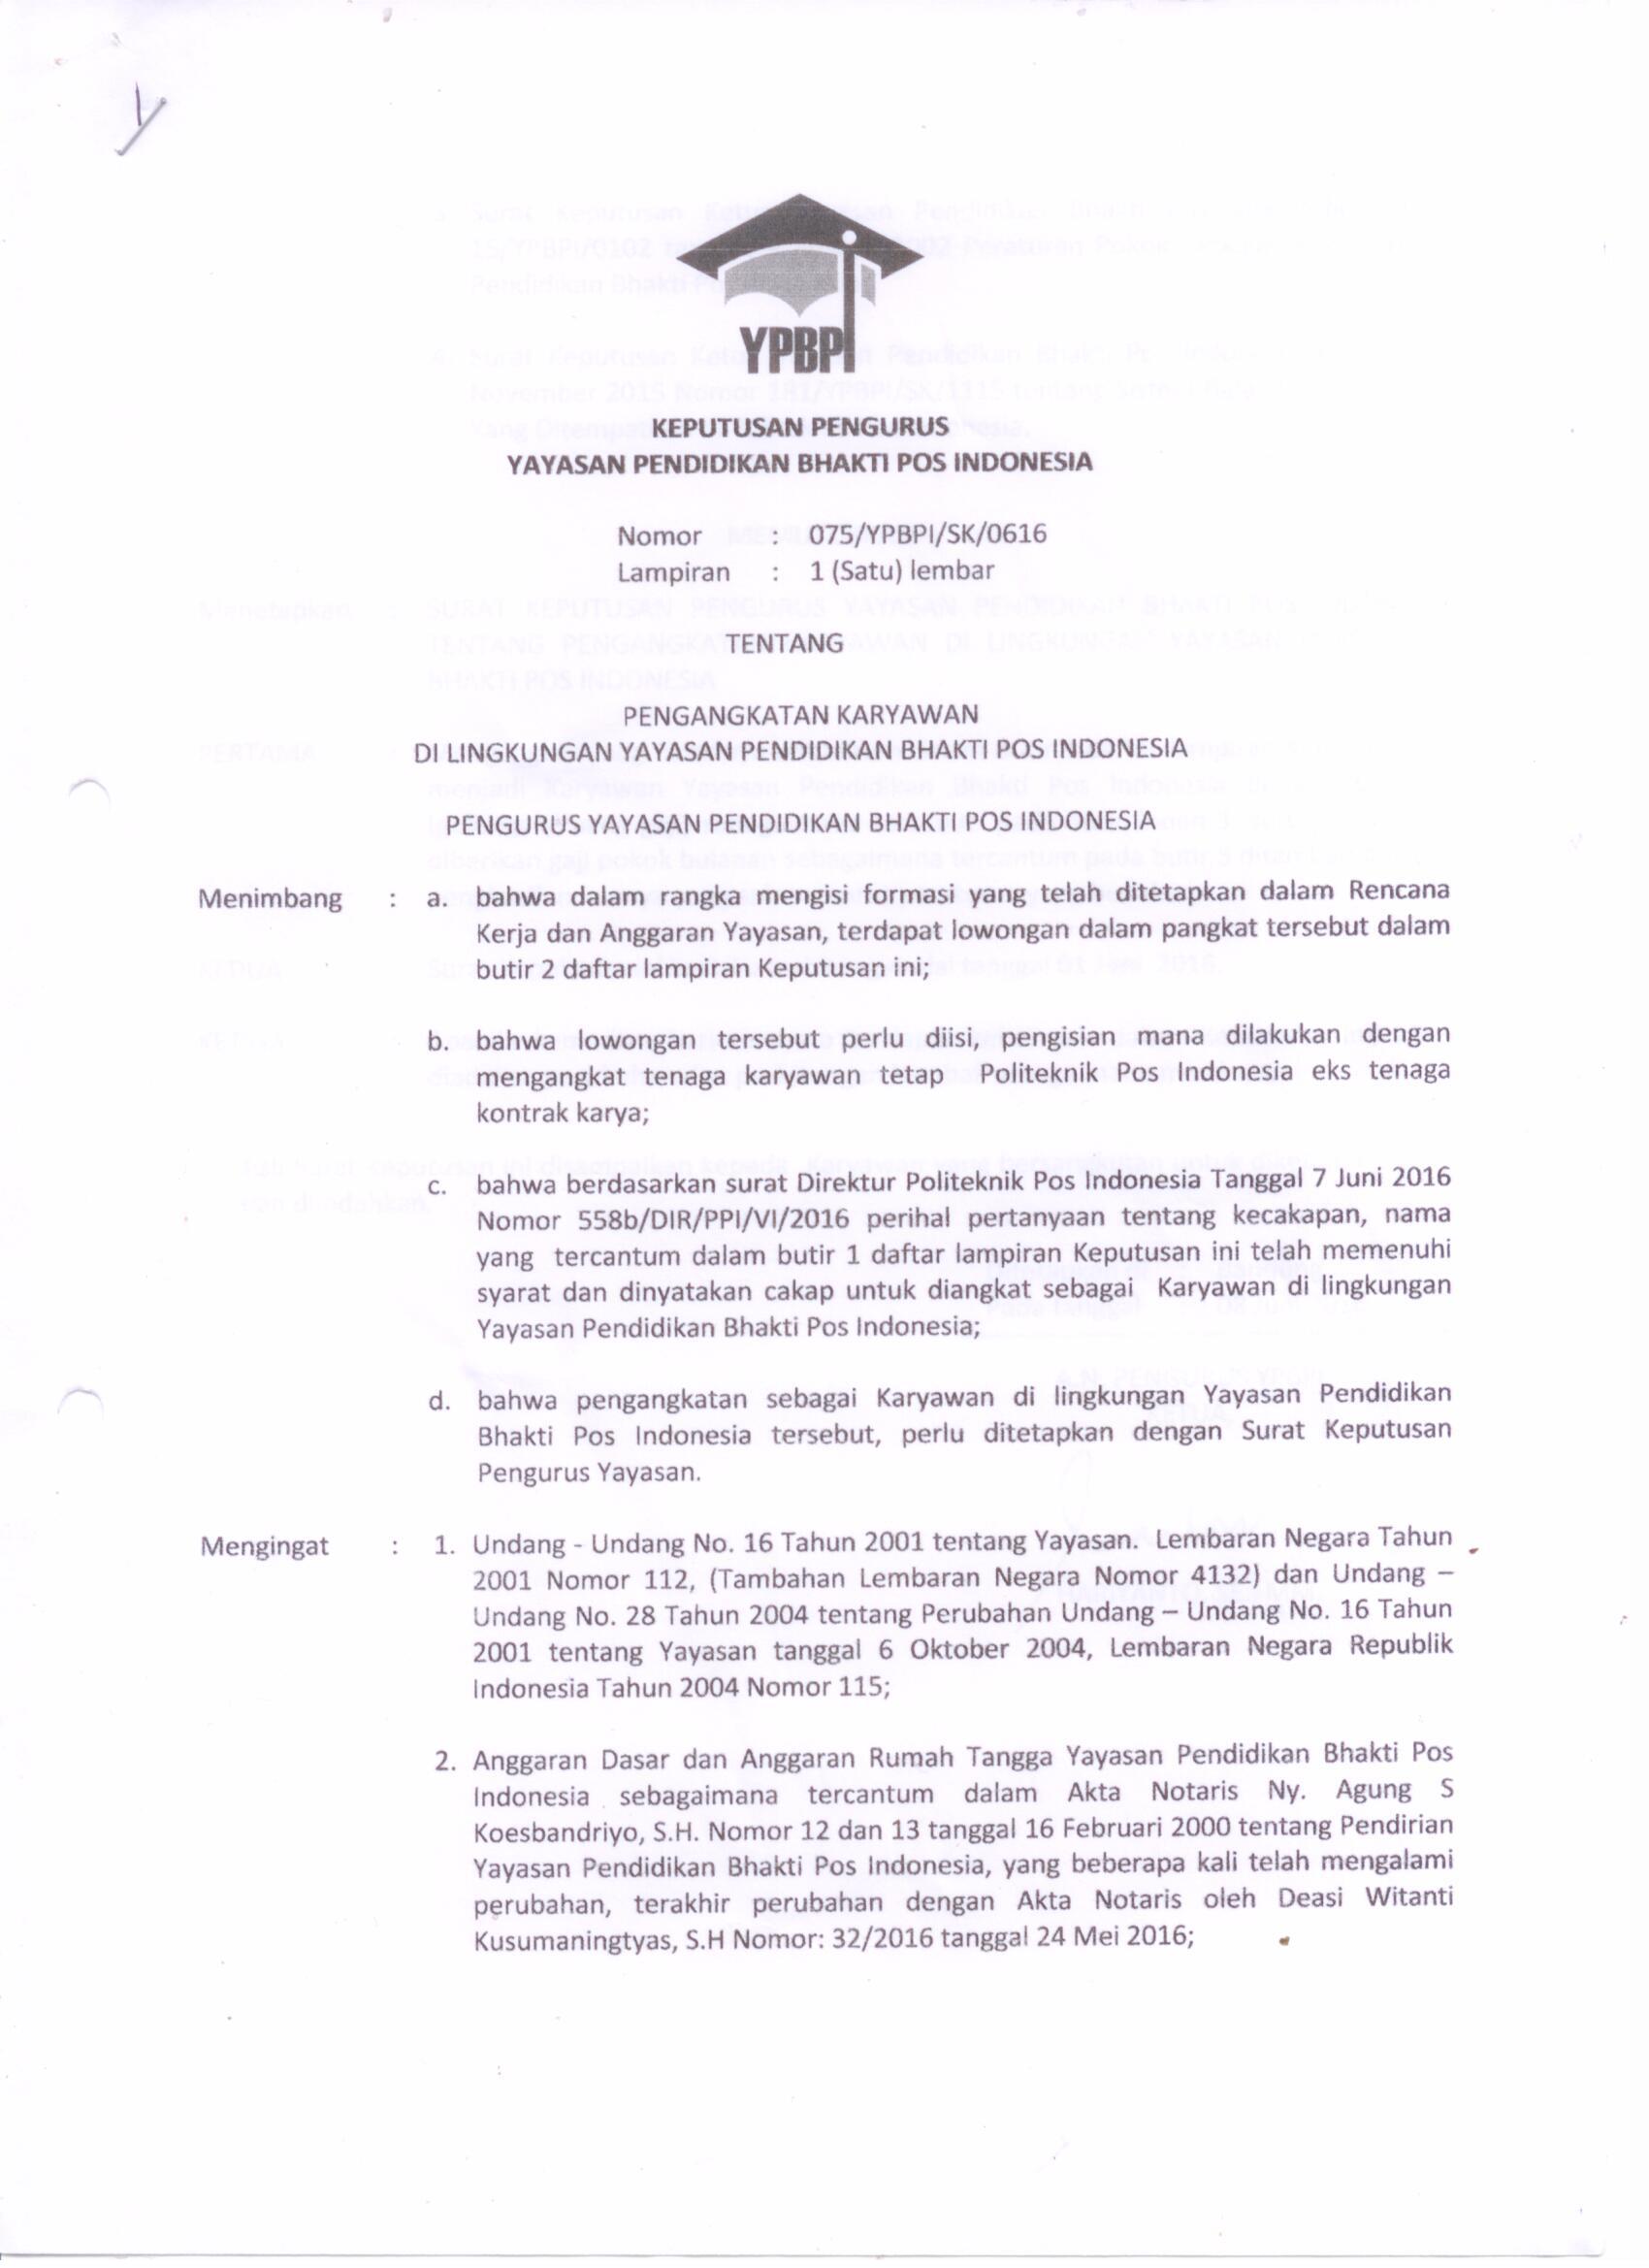 YPBPI
KEPUTUSAN PENGURUS
YAYASAN PENDIDIKAN BHAKTI POS INDONESIA
Nomor : 075/YPBPI/SK/0616
Lampiran : 1 (Satu) lembar
TENTANG
PENGANGKATAN KARYAWAN
DI LINGKUNGAN YAYASAN PENDIDIKAN BHAKTI POS INDONESIA
PENGURUS YAYASAN PENDIDIKAN BHAKTI POS INDONESIA
Menimbang : a. bahwa dalam rangka mengisi formasi yang telah ditetapkan dalam Rencana
Kerja dan Anggaran Yayasan, terdapat lowongan dalam pangkat tersebut dalam
butir 2 daftar lampiran Keputusan ini;
b. bahwa lowongan tersebut perlu diisi, pengisian mana dilakukan dengan
mengangkat tenaga karyawan tetap Politeknik Pos Indonesia eks tenaga
kontrak karya;
c. bahwa berdasarkan surat Direktur Politeknik Pos Indonesia Tanggal 7 Juni 2016
Nomor 558b/DIR/PPI/VI/2016 perihal pertanyaan tentang kecakapan, nama
yang tercantum dalam butir 1 daftar lampiran Keputusan ini telah memenuhi
syarat dan dinyatakan cakap untuk diangkat sebagai Karyawan di lingkungan
Yayasan Pendidikan Bhakti Pos Indonesia;
d. bahwa pengangkatan sebagai Karyawan di lingkungan Yayasan Pendidikan
Bhakti Pos Indonesia tersebut, perlu ditetapkan dengan Surat Keputusan
Pengurus Yayasan.
Mengingat : 1. Undang - Undang No. 16 Tahun 2001 tentang Yayasan. Lembaran Negara Tahun
2001 Nomor 112, (Tambahan Lembaran Negara Nomor 4132) dan Undang –
Undang No. 28 Tahun 2004 tentang Perubahan Undang – Undang No. 16 Tahun
2001 tentang Yayasan tanggal 6 Oktober 2004, Lembaran Negara Republik
Indonesia Tahun 2004 Nomor 115;
2. Anggaran Dasar dan Anggaran Rumah Tangga Yayasan Pendidikan Bhakti Pos
Indonesia sebagaimana tercantum dalam Akta Notaris Ny. Agung S
Koesbandriyo, S.H. Nomor 12 dan 13 tanggal 16 Februari 2000 tentang Pendirian
Yayasan Pendidikan Bhakti Pos Indonesia, yang beberapa kali telah mengalami
perubahan, terakhir perubahan dengan Akta Notaris oleh Deasi Witanti
Kusumaningtyas, S.H Nomor: 32/2016 tanggal 24 Mei 2016;